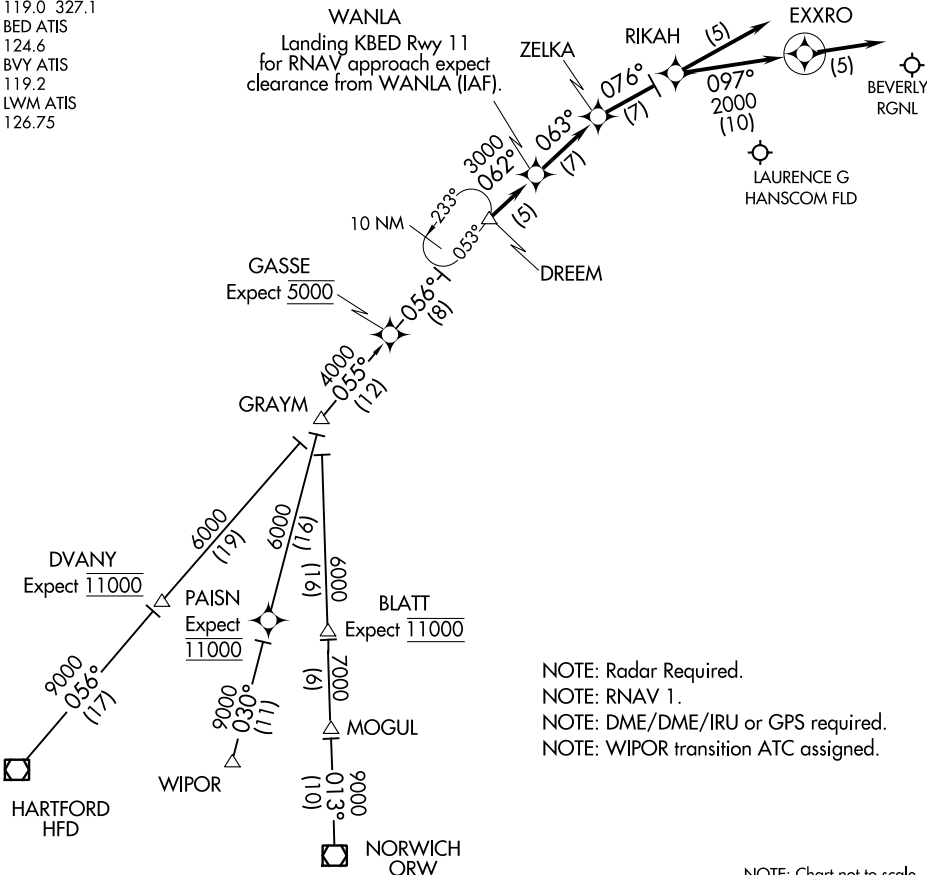 119.0 327.1
BED ATIS
124.6
BVY ATIS
119.2
LWM ATIS
126.75
WANLA
Landing KBED Rwy 11
for RNAV approach expect
clearance from WANLA (IAF).
ZELKA
RIKAH
(5)
EXXRO
(5)
BEVERLY
RGNL
097°
2000
(10)
076°
(7)
063°
(7)
LAURENCE G
HANSCOM FLD
3000
062°
(5)
233°
053°
10 NM
DREEM
GASSE
Expect 5000
056°
(8)
4000
055°
(12)
GRAYM
6000
(19)
6000
(16)
6000
(16)
DVANY
Expect 11000
PAISN
Expect
11000
BLATT
Expect 11000
9000
056°
(17)
9000
030°
(11)
7000
(6)
MOGUL
WIPOR
9000
013°
(10)
HARTFORD
HFD
NORWICH
ORW
NOTE: Radar Required.
NOTE: RNAV 1.
NOTE: DME/DME/IRU or GPS required.
NOTE: WIPOR transition ATC assigned.
NOTE: Chart not to scale